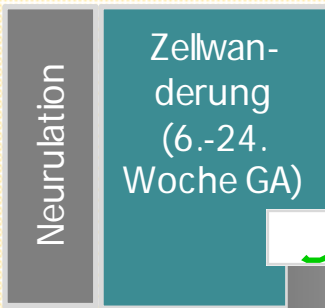 Neurulation
Zellwan-
derung
(6.-24.
Woche GA)